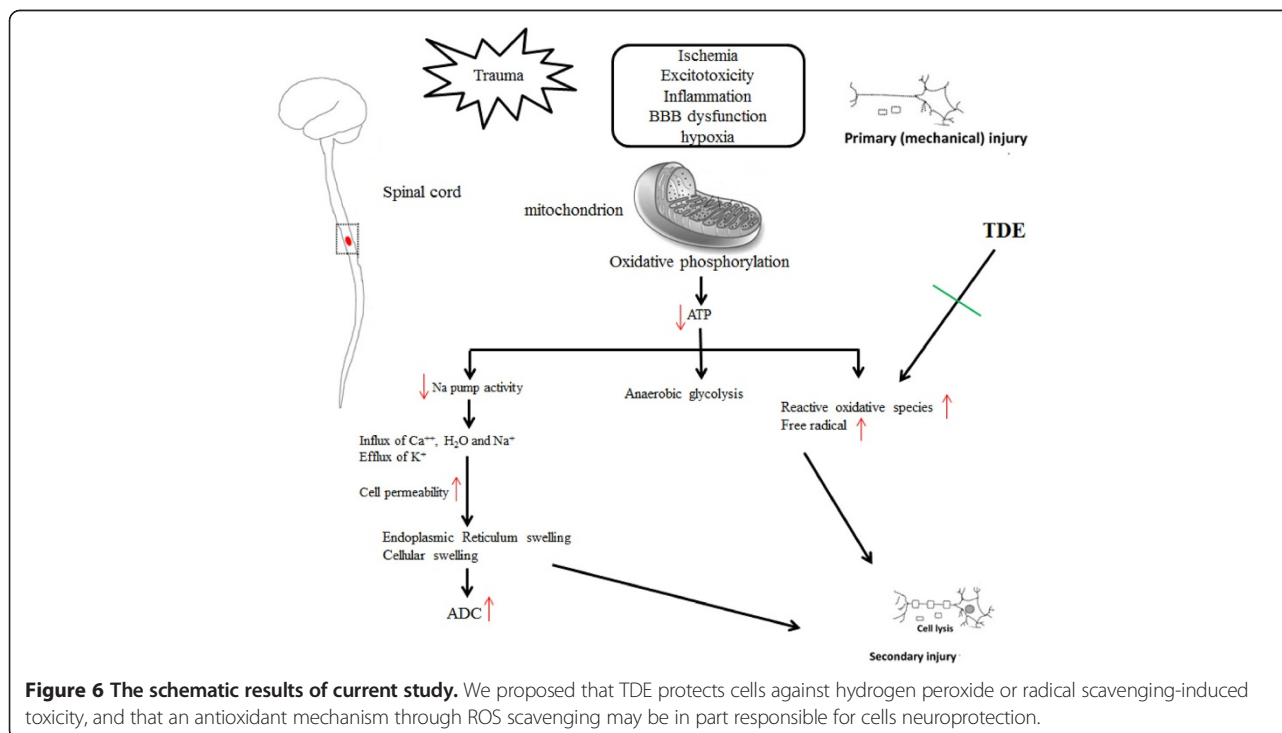 Trauma
Ischemia
Excitotoxicity
Inflammation
BBB dysfunction
hypoxia
Primary (mechanical) injury
Spinal cord
mitochondrion
TDE
Oxidative phosphorylation
ATP
Na pump activity
Anaerobic glycolysis
Reactive oxidative species
Free radical
Influx of Ca⁺⁺, H₂O and Na⁺
Efflux of K⁺
Cell permeability
Endoplasmic Reticulum swelling
Cellular swelling
ADC
Cell lysis
Secondary injury
Figure 6 The schematic results of current study. We proposed that TDE protects cells against hydrogen peroxide or radical scavenging-induced
toxicity, and that an antioxidant mechanism through ROS scavenging may be in part responsible for cells neuroprotection.